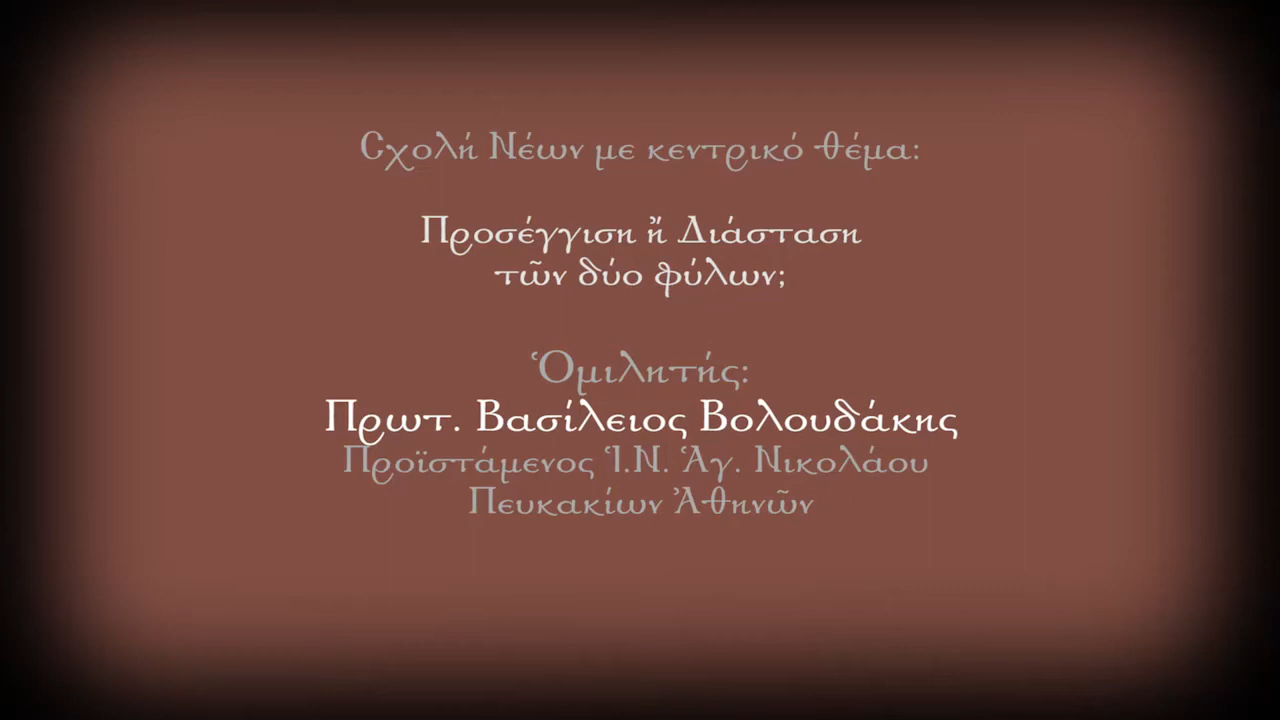 Σχολή Νέων με κεντρικό θέμα:
Προσέγγιση ἤ Διάσταση
τῶν δύο φύλων;
Ὁμιλητής:
Πρωτ. Βασίλειος Βολουδάκης
Προϊστάμενος Ἱ.Ν. Ἁγ. Νικολάου
Πευκακίων Ἀθηνῶν